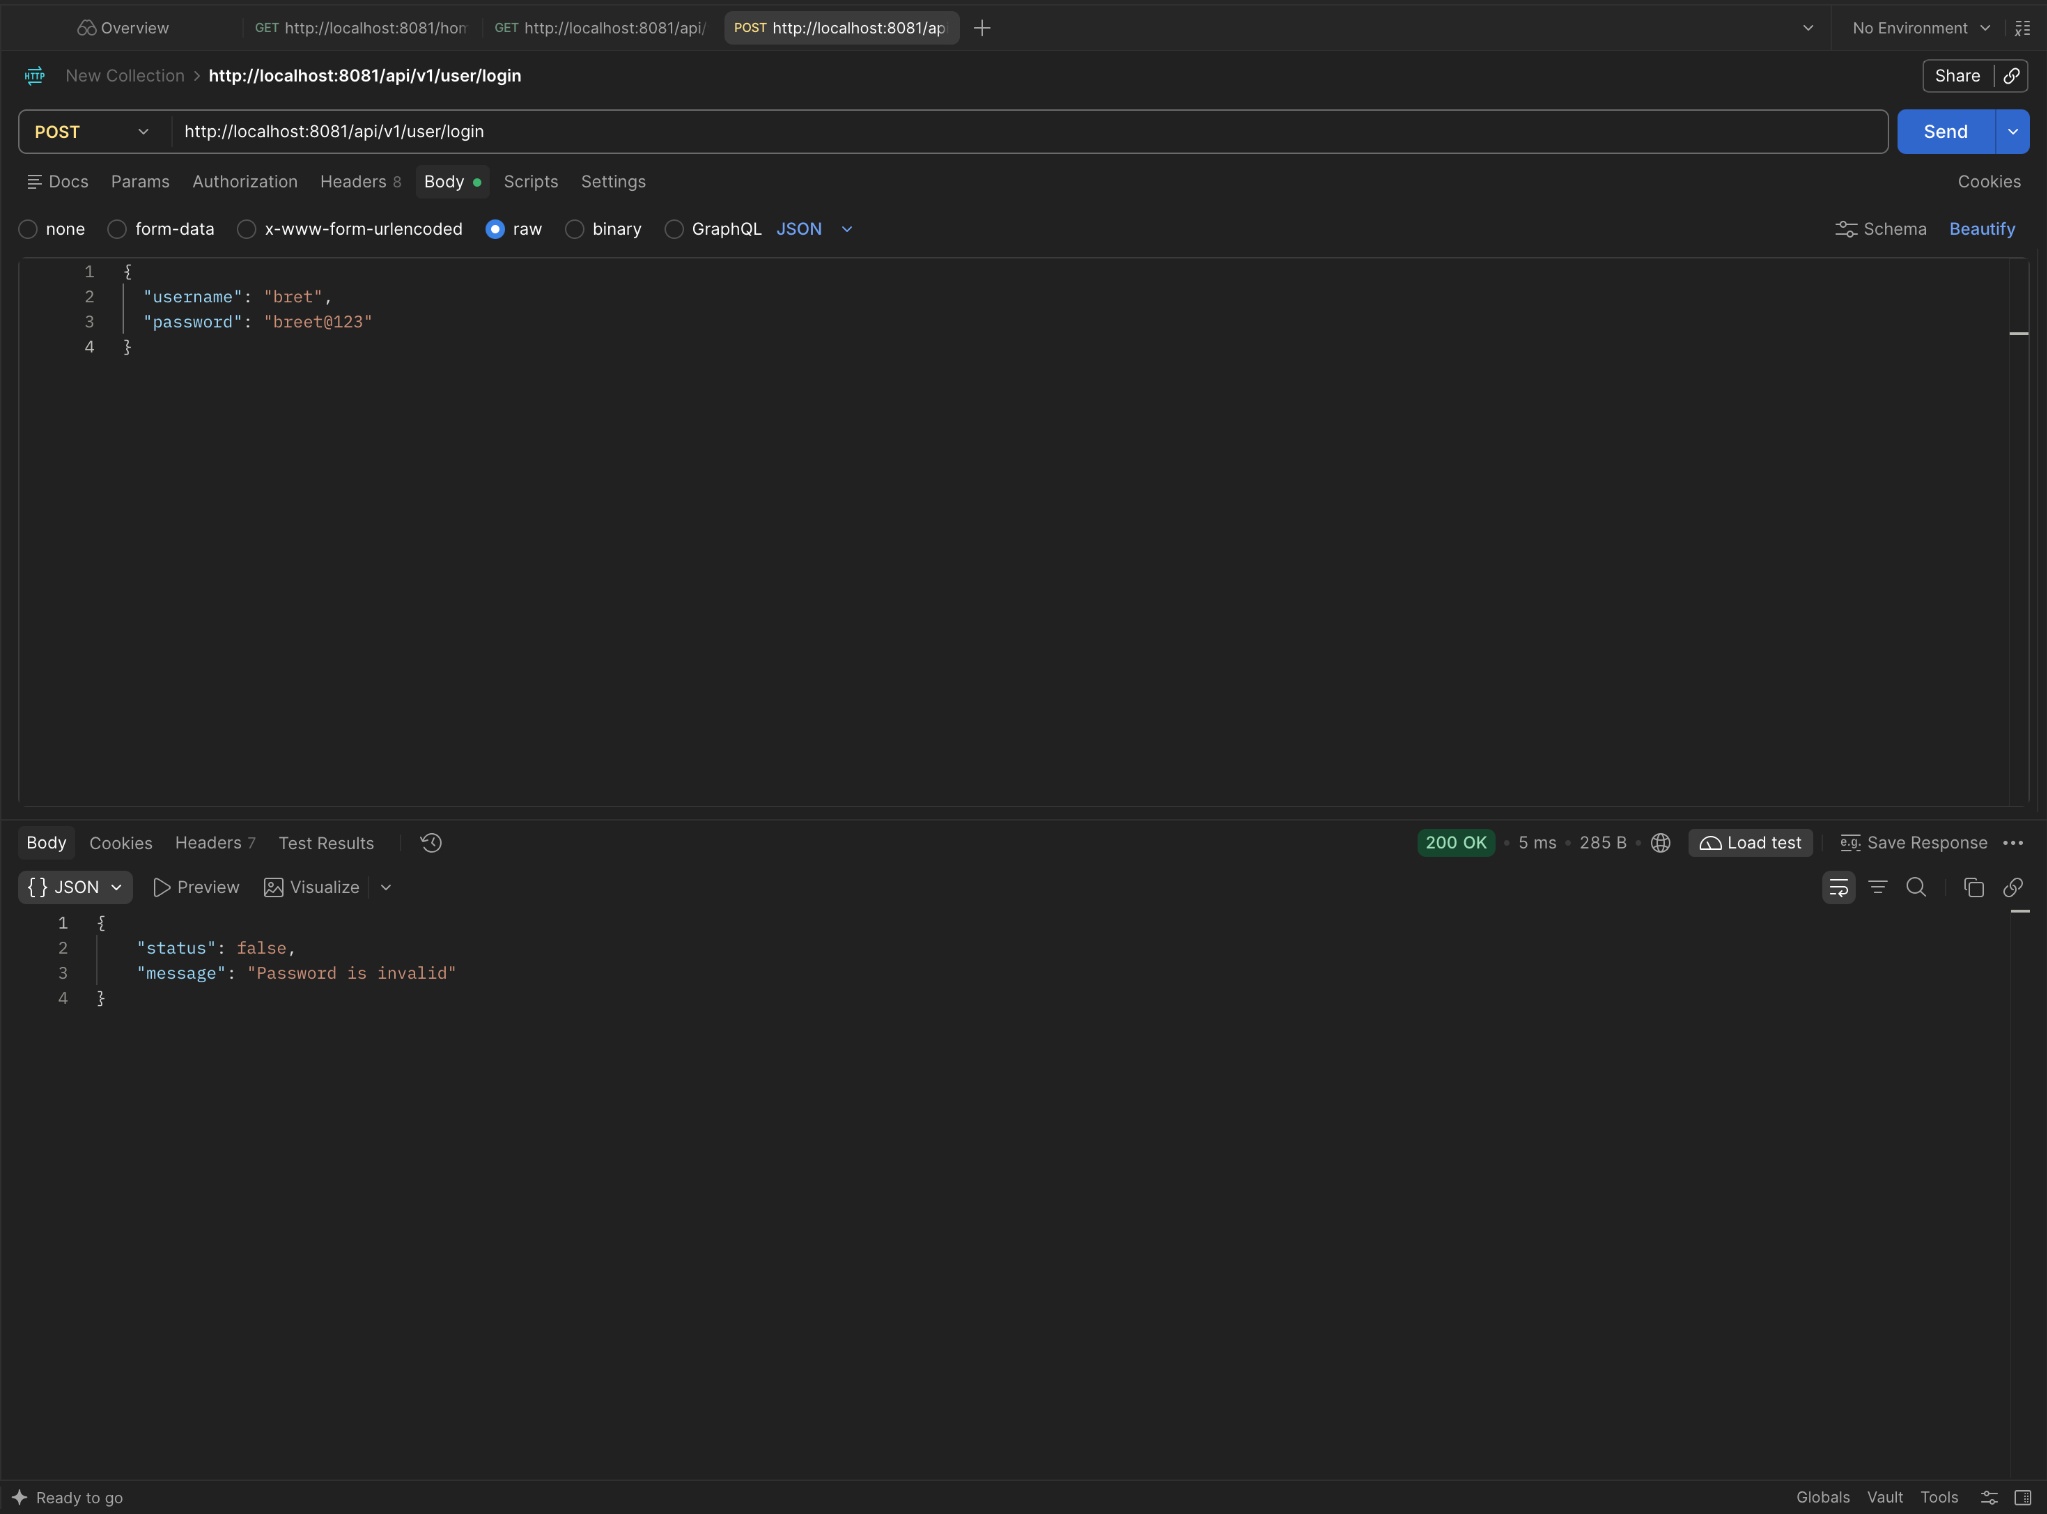 Overview GET http://localhost:8081/hom GET http://localhost:8081/api/ POST http://localhost:8081/ap No Environment
HTTP New Collection > http://localhost:8081/api/v1/user/login Share
POST http://localhost:8081/api/v1/user/login Send
Docs Params Authorization Headers 8 Body Scripts Settings Cookies
none form-data x-www-form-urlencoded raw binary GraphQL JSON Schema Beautify
1 {
2 "username": "bret",
3 "password": "breet@123"
4 }
Body Cookies Headers 7 Test Results 200 OK • 5 ms • 285 B • Load test e.g. Save Response
{} JSON Preview Visualize
1 {
2 "status": false,
3 "message": "Password is invalid"
4 }
Ready to go Globals Vault Tools